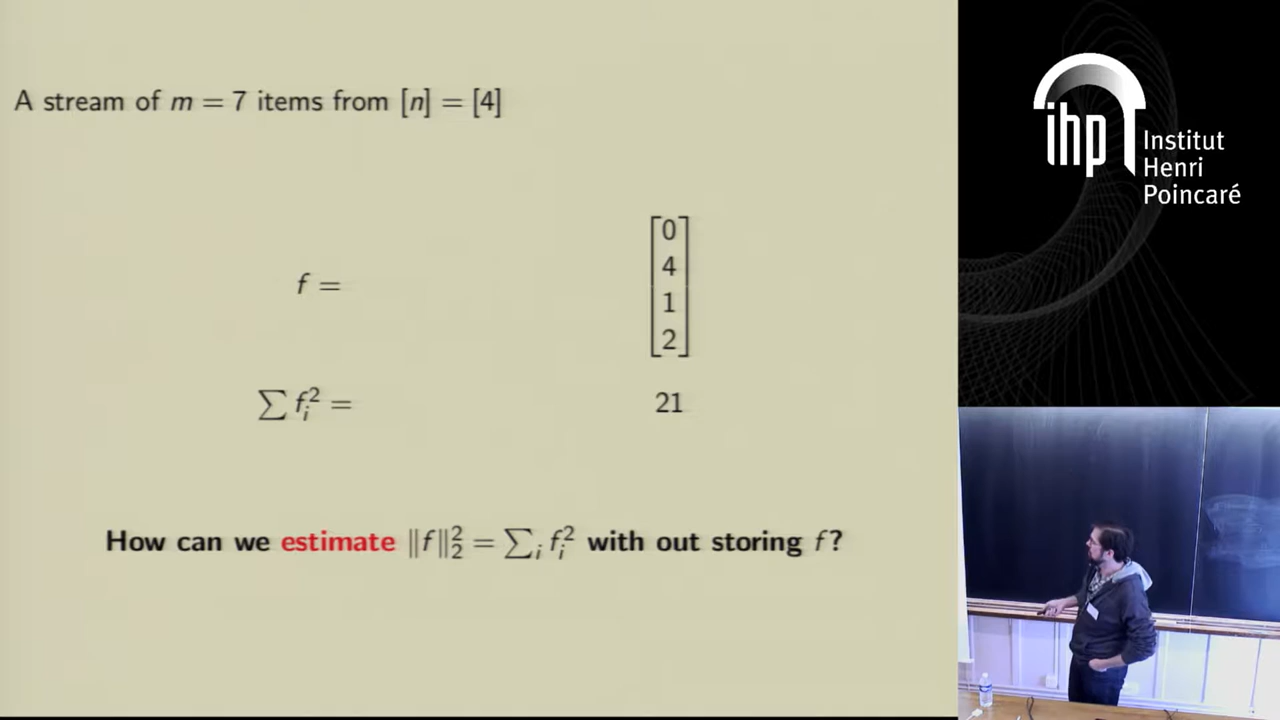 A stream of m = 7 items from [n] = [4]
f =
0
4
1
2
∑ f_i^2 =
21
How can we estimate ‖f‖_2^2 = ∑_i f_i^2 with out storing f?
ihp
Institut
Henri
Poincaré